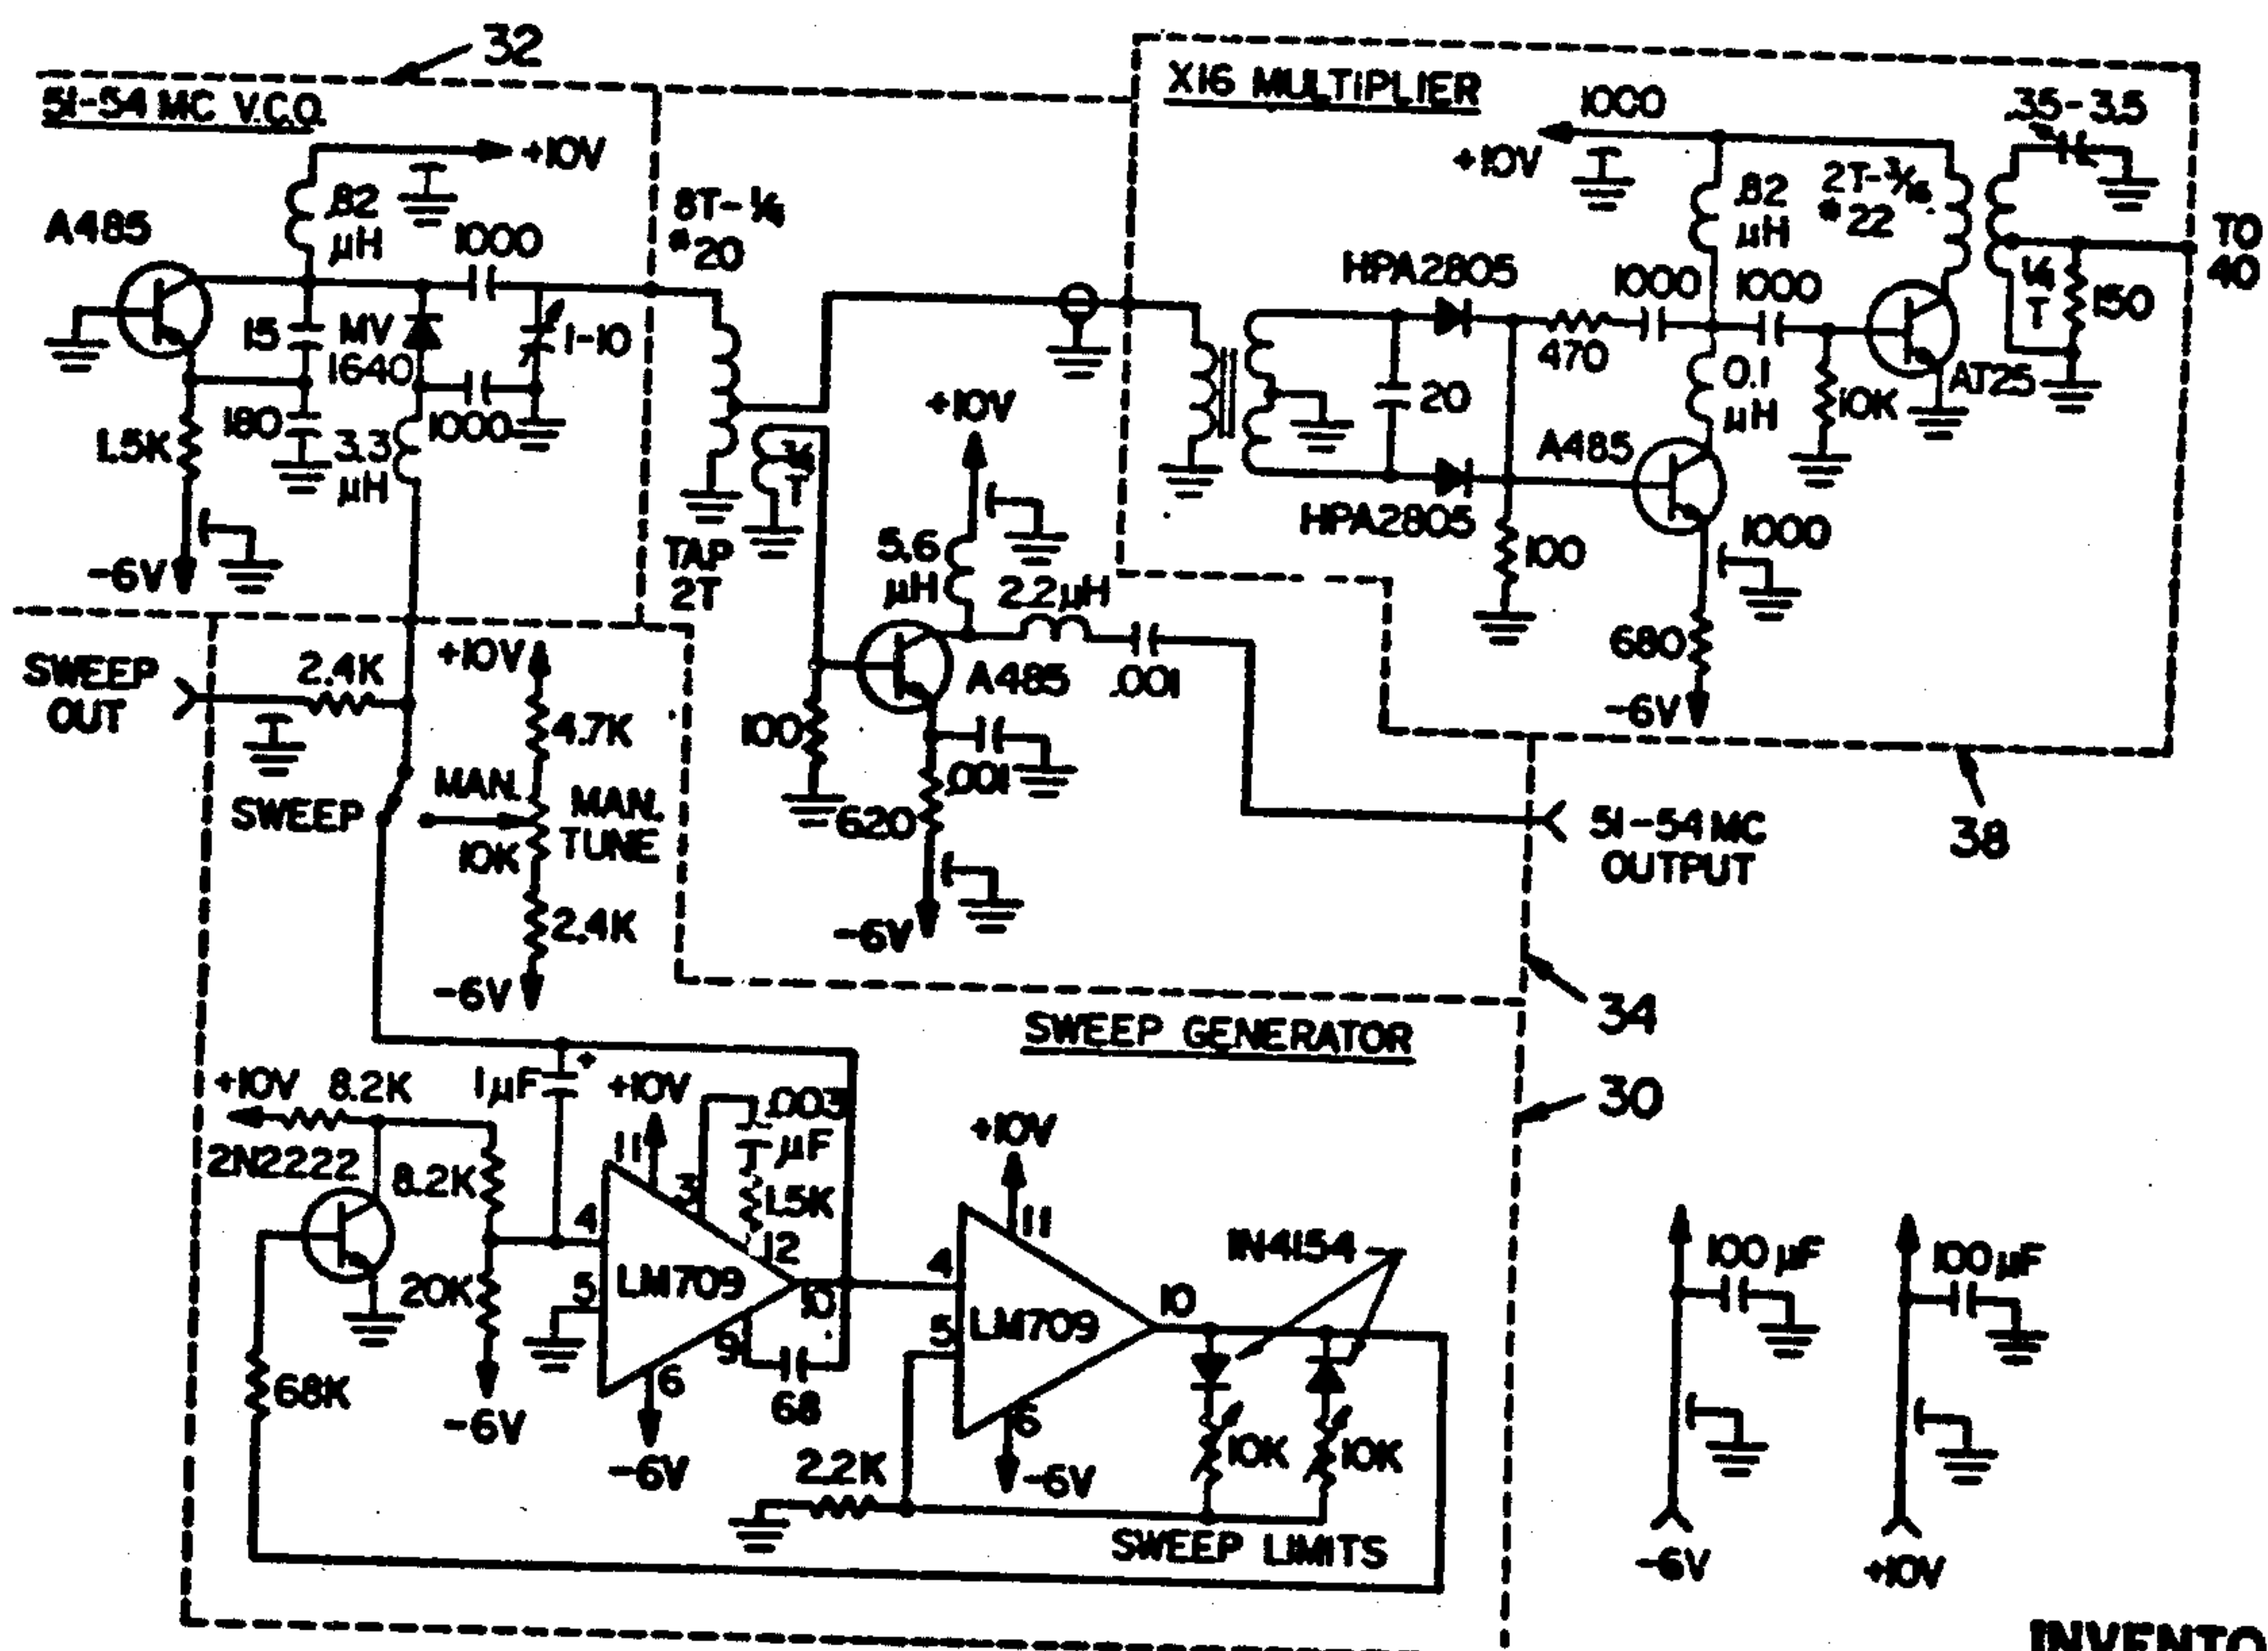 32
51-54 MC V.C.O.
+10V
.82
µH
A485
1000
15
MV
1640
1-10
180
1000
1.5K
3.3
µH
-6V
8T-1/4
#20
1/4
T
TAP
2T
X16 MULTIPLIER
1000
.35-3.5
+10V
.82
µH
2T-3/16
#22
TO
40
HPA2805
1000
1000
1/4
T
150
470
20
0.1
µH
10K
AT25
A485
HPA2805
1000
100
680
-6V
38
+10V
5.6
µH
2.2µH
A485
.001
100
.001
620
-6V
51-54 MC
OUTPUT
34
SWEEP
OUT
2.4K
+10V
4.7K
MAN.
SWEEP
MAN.
TUNE
10K
2.4K
-6V
SWEEP GENERATOR
30
+10V 8.2K
1µF
+
+10V
.003
µF
11
2N2222
8.2K
3
1.5K
4
12
5
LM709
10
20K
9
6
68
68K
-6V
-6V
+10V
11
1N4154
4
LM709
10
5
6
2.2K
-6V
10K
10K
SWEEP LIMITS
100µF
100µF
-6V
+10V